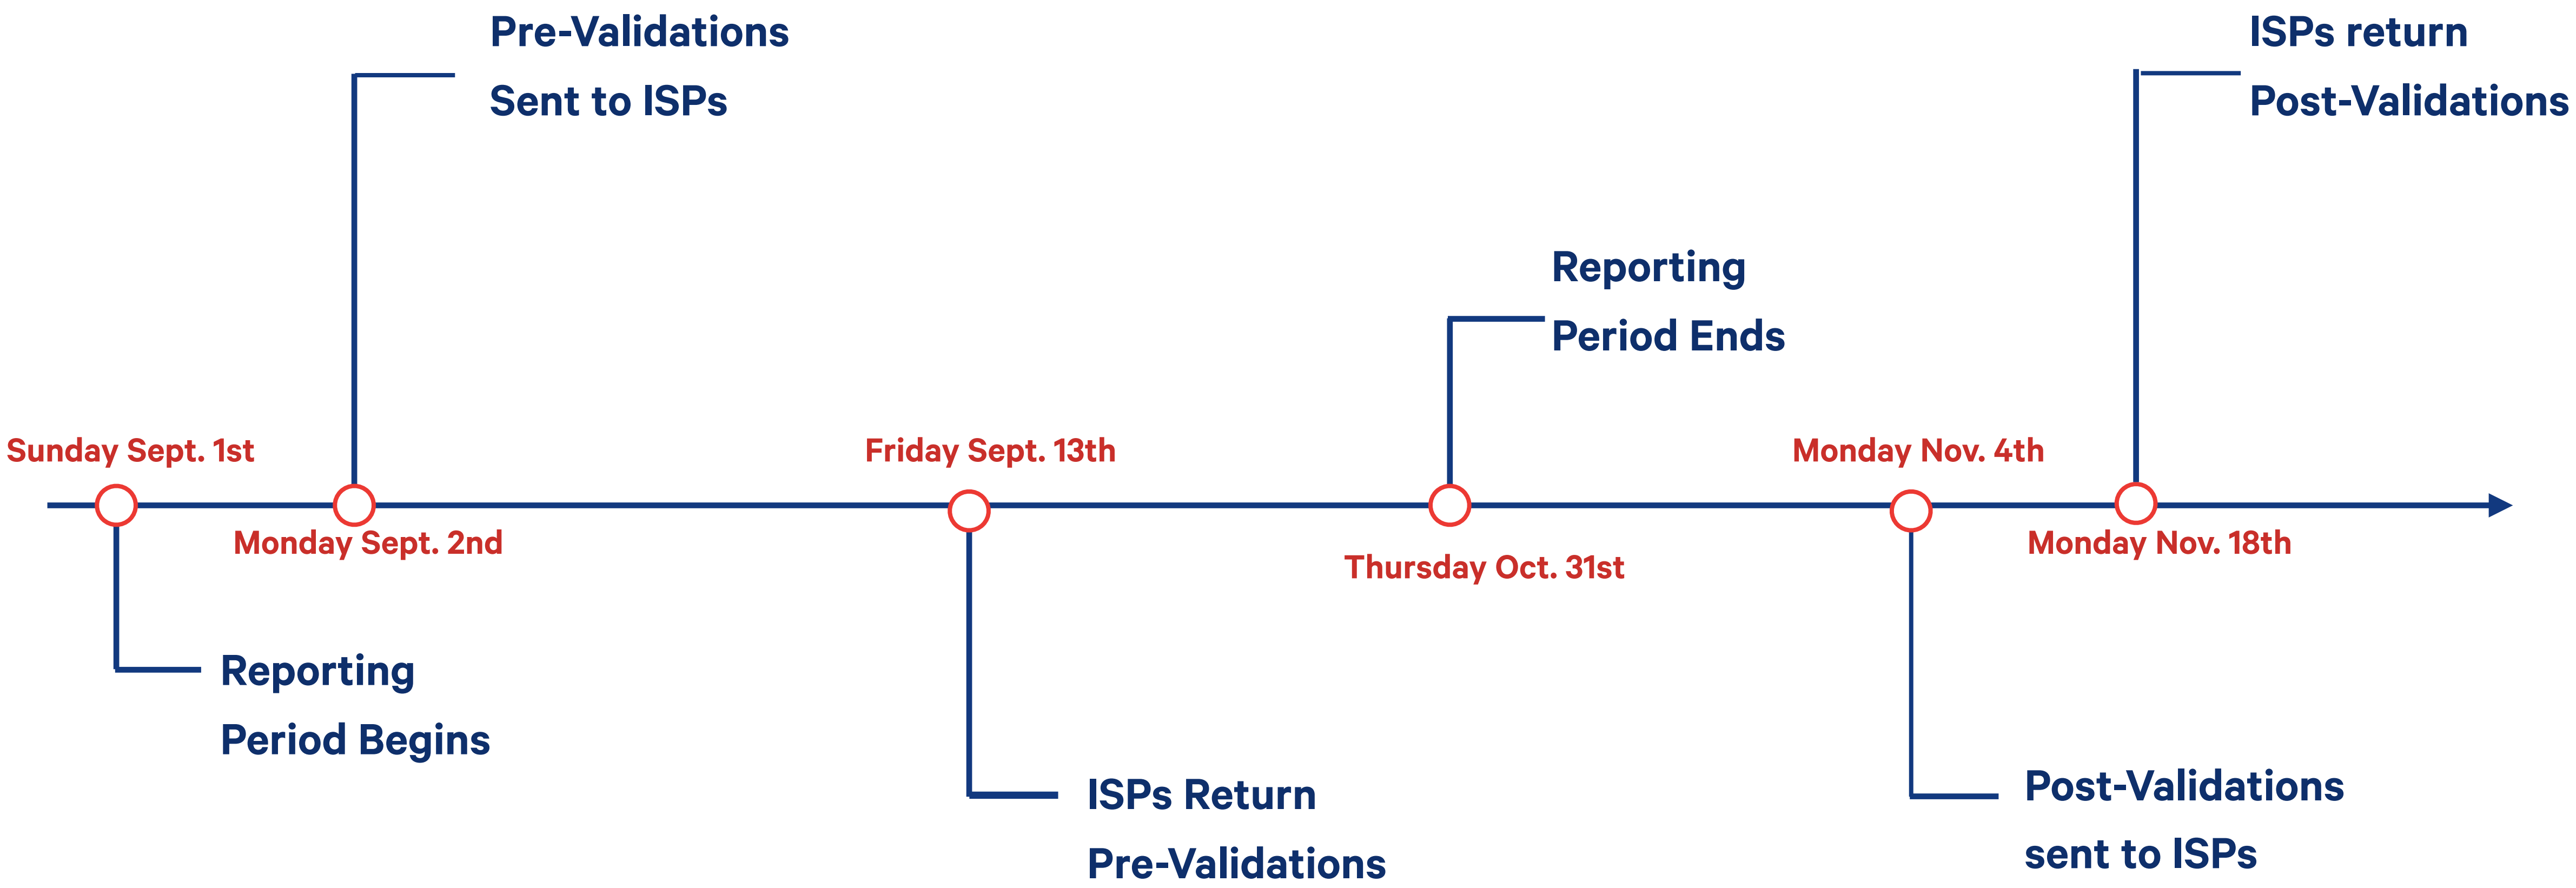 Pre-Validations
Sent to ISPs
ISPs return
Post-Validations
Reporting
Period Ends
Sunday Sept. 1st
Friday Sept. 13th
Monday Nov. 4th
Monday Sept. 2nd
Thursday Oct. 31st
Monday Nov. 18th
Reporting
Period Begins
ISPs Return
Pre-Validations
Post-Validations
sent to ISPs